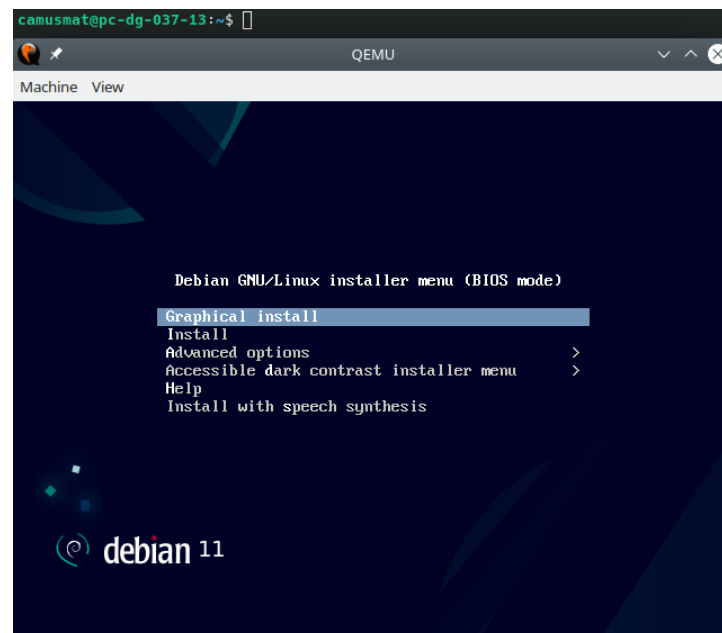 camusmat@pc-dg-037-13:~$
QEMU
Machine View
Debian GNU/Linux installer menu (BIOS mode)
Graphical install
Install
Advanced options >
Accessible dark contrast installer menu >
Help
Install with speech synthesis
debian 11